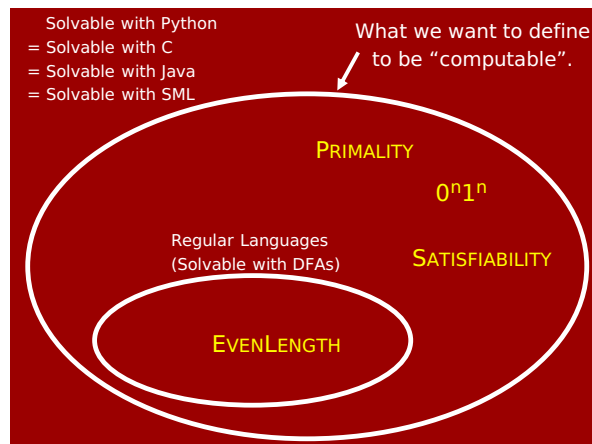 Solvable with Python
= Solvable with C
= Solvable with Java
= Solvable with SML
What we want to define
to be “computable”.
PRIMALITY
0ⁿ1ⁿ
Regular Languages
(Solvable with DFAs)
SATISFIABILITY
EVENLENGTH